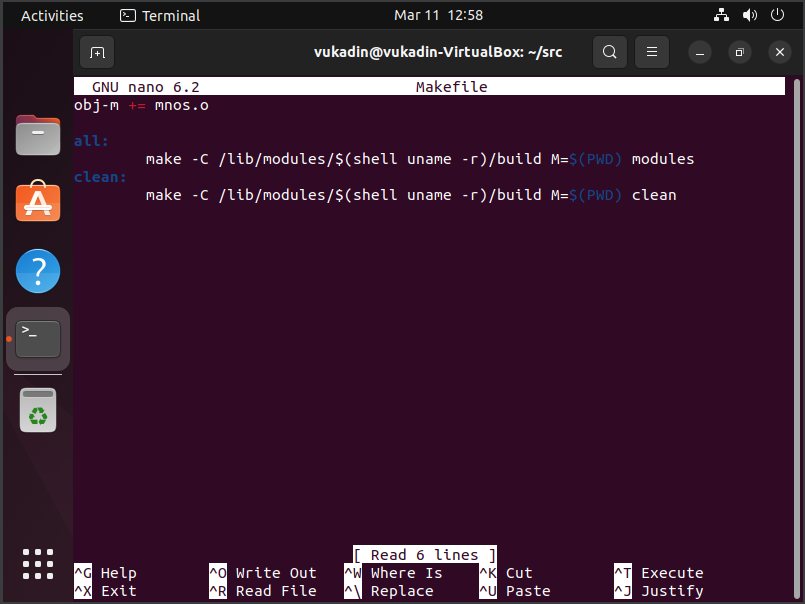 Activities Terminal Mar 11 12:58
vukadin@vukadin-VirtualBox: ~/src
GNU nano 6.2 Makefile
obj-m += mnos.o
all:
make -C /lib/modules/$(shell uname -r)/build M=$(PWD) modules
clean:
make -C /lib/modules/$(shell uname -r)/build M=$(PWD) clean
[ Read 6 lines ]
^G Help ^O Write Out ^W Where Is ^K Cut ^T Execute
^X Exit ^R Read File ^\ Replace ^U Paste ^J Justify